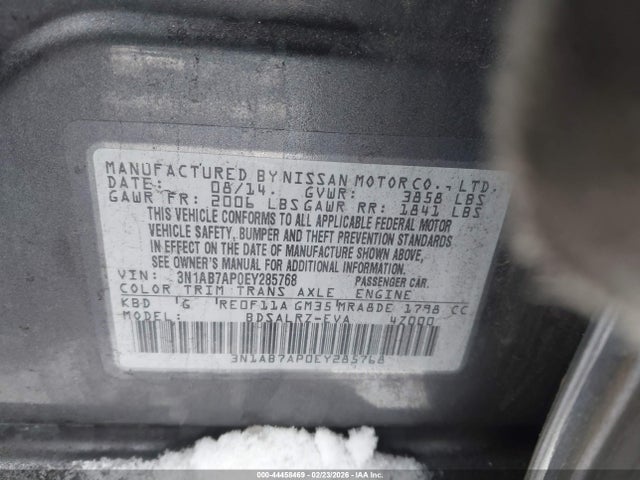 MANUFACTURED BY NISSAN MOTOR CO., LTD.
DATE: 08/14. GVWR: 3858 LBS
GAWR FR: 2006 LBS GAWR RR: 1841 LBS
THIS VEHICLE CONFORMS TO ALL APPLICABLE FEDERAL MOTOR
VEHICLE SAFETY, BUMPER AND THEFT PREVENTION STANDARDS
IN EFFECT ON THE DATE OF MANUFACTURE SHOWN ABOVE.
SEE OWNER'S MANUAL FOR ADDITIONAL INFORMATION.
VIN: 3N1AB7AP0EY285768 PASSENGER CAR.
COLOR TRIM TRANS AXLE ENGINE
KBD G RE0F11A GM35 MRA8DE 1798 CC
MODEL: BDSALRZ-EVA 47000
3N1AB7AP0EY285768
000-44458469 - 02/23/2026 - © IAA Inc.